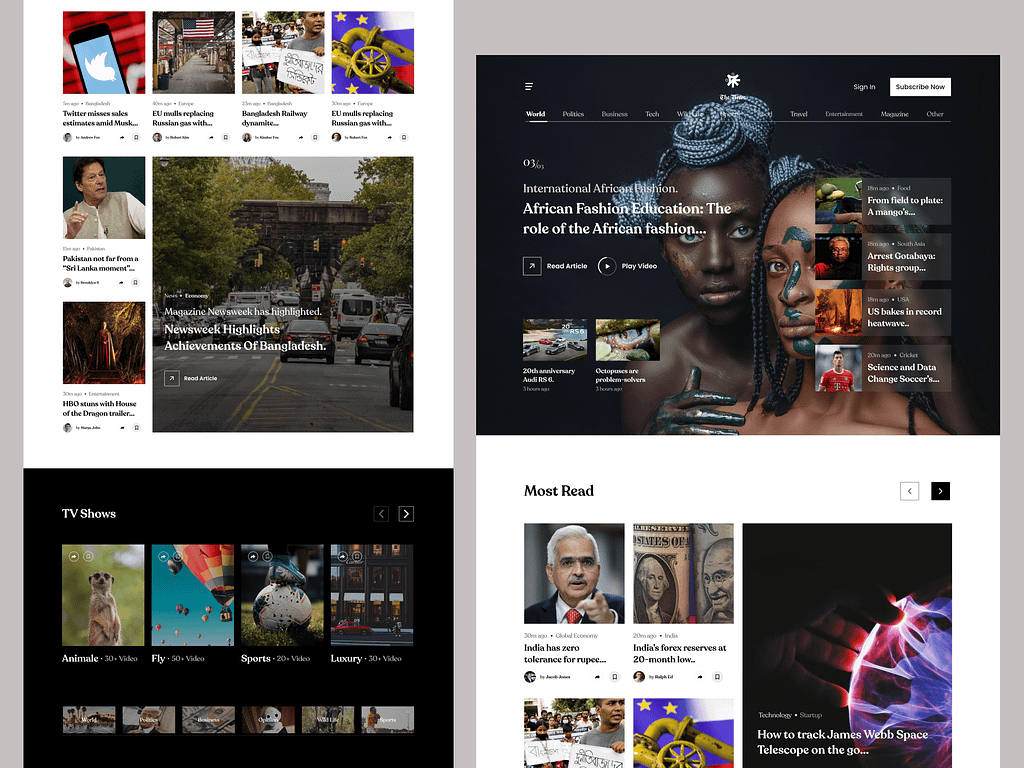 5m ago • Bangladesh
Twitter misses sales
estimates amid Musk...
by Andrew Fox
40m ago • Europe
EU mulls replacing
Russian gas with...
by Robert Kim
23m ago • Bangladesh
Bangladesh Railway
dynamite...
by Kinsbar Fox
30m ago • Europe
EU mulls replacing
Russian gas with...
by Robert Fox
Pakistan
Pakistan not far from a
“Sri Lanka moment”...
by Brooklyn S
30m ago • Entertainment
HBO stuns with House
of the Dragon trailer...
by Marya John
News • Economy
Magazine Newsweek has highlighted.
Newsweek Highlights
Achievements Of Bangladesh.
Read Article
TV Shows
Animale • 30+ Video
Fly • 50+ Video
Sports • 20+ Video
Luxury • 30+ Video
World
Politics
Business
Opinion
Wild Life
Sports
Sign In
Subscribe Now
World
Politics
Business
Tech
Travel
Entertainment
Magazine
Other
03/03
International African Fashion.
African Fashion Education: The
role of the African fashion...
Read Article
Play Video
20
RS 6
20th anniversary
Audi RS 6.
3 hours ago
Octopuses are
problem-solvers
3 hours ago
18m ago • Food
From field to plate:
A mango’s...
18m ago • South Asia
Arrest Gotabaya:
Rights group...
18m ago • USA
US bakes in record
heatwave..
20m ago • Cricket
Science and Data
Change Soccer’s...
Most Read
30m ago • Global Economy
India has zero
tolerance for rupee...
by Jacob Jones
20m ago • India
India’s forex reserves at
20-month low..
by Ralph Ed
Technology • Startup
How to track James Webb Space
Telescope on the go...